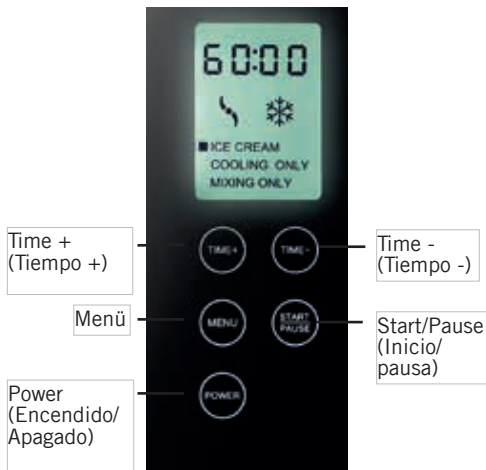 60:00
ICE CREAM
COOLING ONLY
MIXING ONLY
Time +
(Tiempo +)
TIME+
TIME-
Time -
(Tiempo -)
Menü
MENU
START
PAUSE
Start/Pause
(Inicio/
pausa)
Power
(Encendido/
Apagado)
POWER